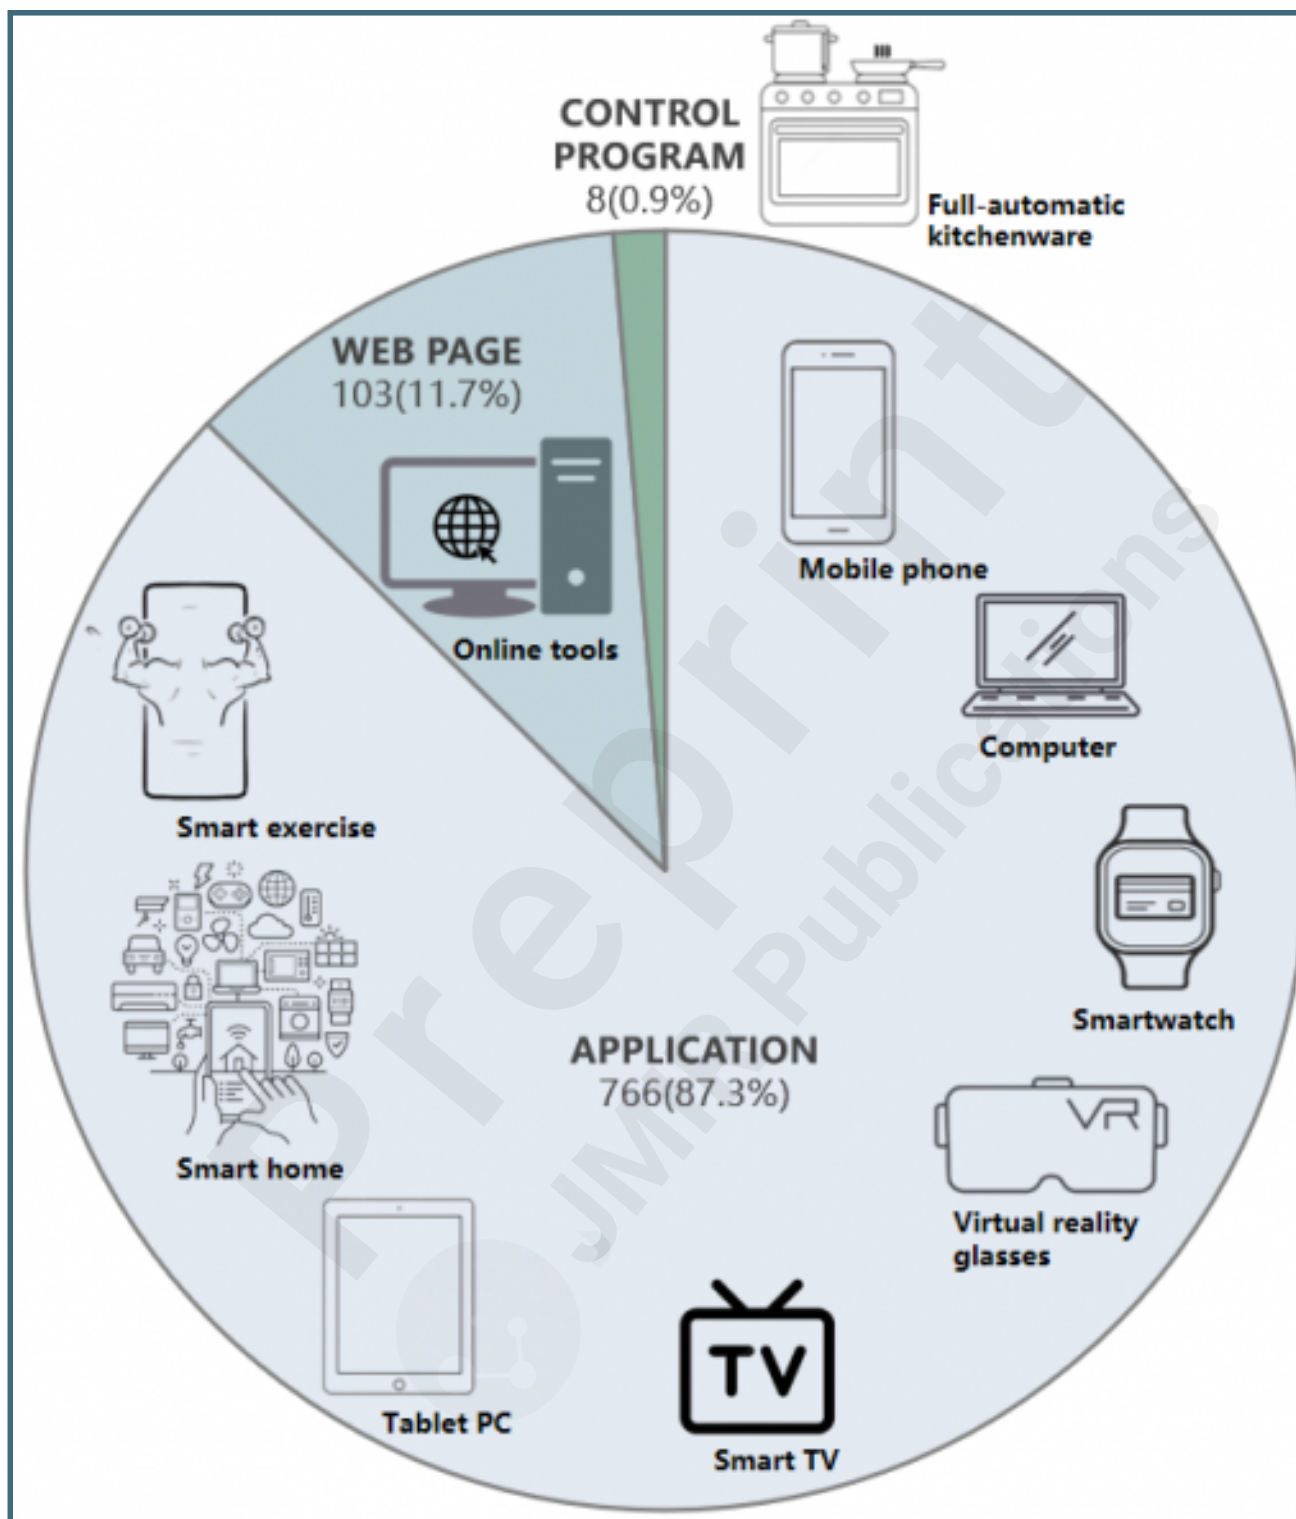 CONTROL
PROGRAM
8(0.9%)
Full-automatic
kitchenware
WEB PAGE
103(11.7%)
Online tools
Mobile phone
Computer
Smart exercise
Smartwatch
APPLICATION
766(87.3%)
VR
Virtual reality
glasses
Smart home
Tablet PC
TV
Smart TV
Preprint
JMIR Publications